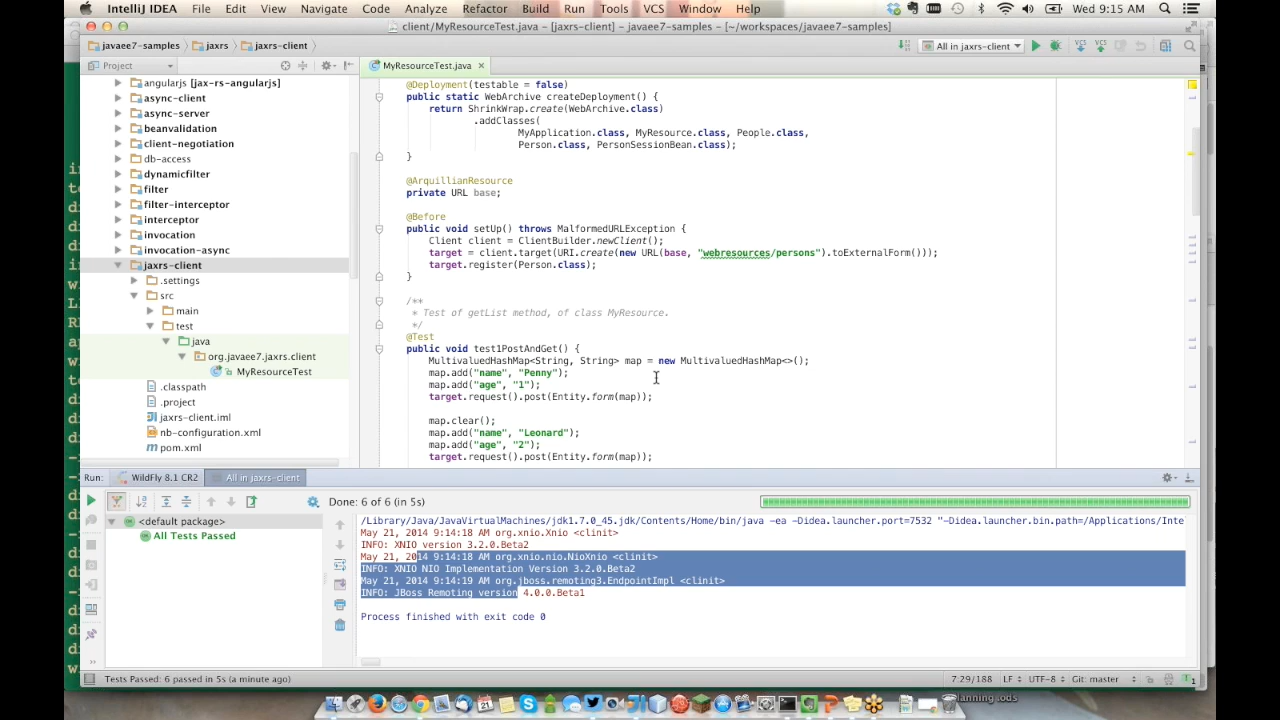 IntelliJ IDEA File Edit View Navigate Code Analyze Refactor Build Run Tools VCS Window Help Wed 9:15 AM
client/MyResourceTest.java - [jaxrs-client] - [~/workspaces/javaee7-samples]
javaee7-samples jaxrs jaxrs-client All in jaxrs-client
Project MyResourceTest.java
angularjs [jax-rs-angularjs]
async-client
async-server
beanvalidation
client-negotiation
db-access
dynamicfilter
filter
filter-interceptor
interceptor
invocation
invocation-async
jaxrs-client
.settings
src
main
test
java
org.javaee7.jaxrs.client
MyResourceTest
.classpath
.project
jaxrs-client.iml
nb-configuration.xml
pom.xml
@Deployment(testable = false)
public static WebArchive createDeployment() {
return ShrinkWrap.create(WebArchive.class)
.addClasses(
MyApplication.class, MyResource.class, People.class,
Person.class, PersonSessionBean.class);
}
@ArquillianResource
private URL base;
@Before
public void setUp() throws MalformedURLException {
Client client = ClientBuilder.newClient();
target = client.target(URI.create(new URL(base, "webresources/persons").toExternalForm()));
target.register(Person.class);
}
/**
* Test of getList method, of class MyResource.
*/
@Test
public void test1PostAndGet() {
MultivaluedHashMap<String, String> map = new MultivaluedHashMap<>();
map.add("name", "Penny");
map.add("age", "1");
target.request().post(Entity.form(map));
map.clear();
map.add("name", "Leonard");
map.add("age", "2");
target.request().post(Entity.form(map));
Run: WildFly 8.1 CR2 All in jaxrs-client
Done: 6 of 6 (in 5s)
<default package>
All Tests Passed
/Library/Java/JavaVirtualMachines/jdk1.7.0_45.jdk/Contents/Home/bin/java -ea -Didea.launcher.port=7532 "-Didea.launcher.bin.path=/Applications/Inte
May 21, 2014 9:14:18 AM org.xnio.Xnio <clinit>
INFO: XNIO version 3.2.0.Beta2
May 21, 2014 9:14:18 AM org.xnio.nio.NioXnio <clinit>
INFO: XNIO NIO Implementation Version 3.2.0.Beta2
May 21, 2014 9:14:19 AM org.jboss.remoting3.EndpointImpl <clinit>
INFO: JBoss Remoting version 4.0.0.Beta1
Process finished with exit code 0
Tests Passed: 6 passed in 5s (a minute ago) 7:29/188 LF UTF-8 Git: master
lanning.ods